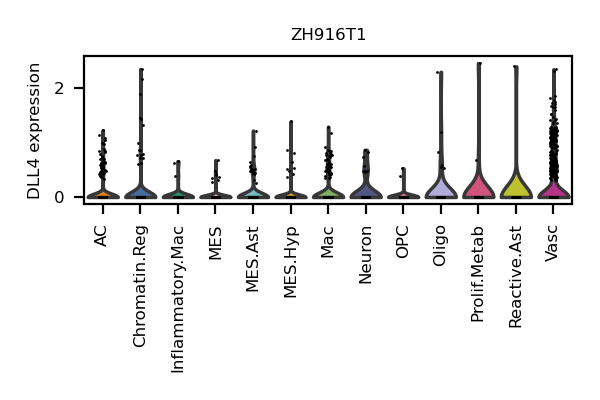 ZH916T1
DLL4 expression
2
0
AC
Chromatin.Reg
Inflammatory.Mac
MES
MES.Ast
MES.Hyp
Mac
Neuron
OPC
Oligo
Prolif.Metab
Reactive.Ast
Vasc